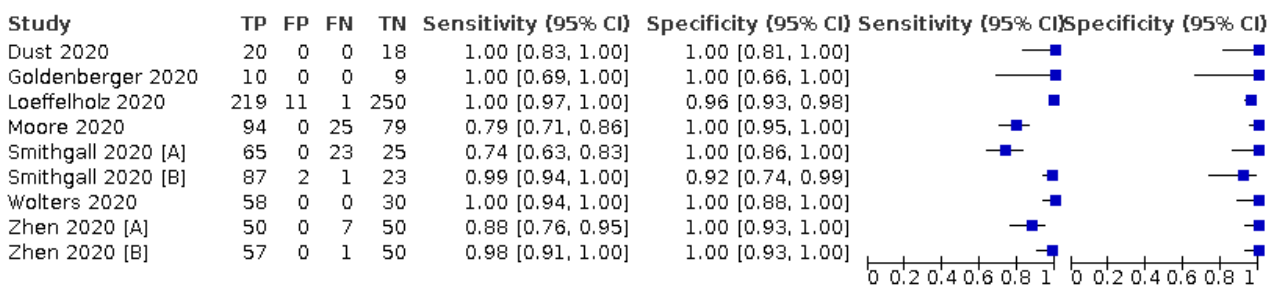 Study TP FP FN TN Sensitivity (95% CI) Specificity (95% CI) Sensitivity (95% CI) Specificity (95% CI)
Dust 2020 20 0 0 18 1.00 [0.83, 1.00] 1.00 [0.81, 1.00]
Goldenberger 2020 10 0 0 9 1.00 [0.69, 1.00] 1.00 [0.66, 1.00]
Loeffelholz 2020 219 11 1 250 1.00 [0.97, 1.00] 0.96 [0.93, 0.98]
Moore 2020 94 0 25 79 0.79 [0.71, 0.86] 1.00 [0.95, 1.00]
Smithgall 2020 [A] 65 0 23 25 0.74 [0.63, 0.83] 1.00 [0.86, 1.00]
Smithgall 2020 [B] 87 2 1 23 0.99 [0.94, 1.00] 0.92 [0.74, 0.99]
Wolters 2020 58 0 0 30 1.00 [0.94, 1.00] 1.00 [0.88, 1.00]
Zhen 2020 [A] 50 0 7 50 0.88 [0.76, 0.95] 1.00 [0.93, 1.00]
Zhen 2020 [B] 57 0 1 50 0.98 [0.91, 1.00] 1.00 [0.93, 1.00]
0 0.2 0.4 0.6 0.8 1 0 0.2 0.4 0.6 0.8 1